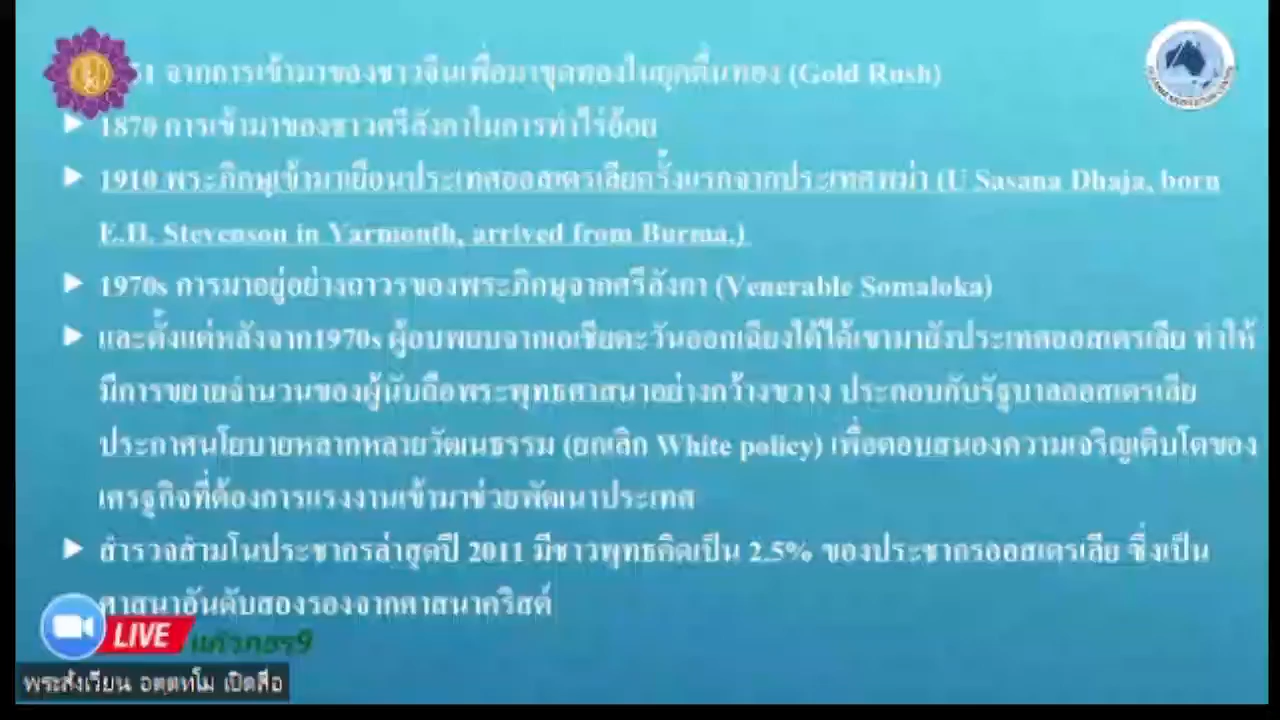 51 จากการเข้ามาของชาวจีนเพื่อมาขุดทองในยุคตื่นทอง (Gold Rush)
1870 การเข้ามาของชาวศรีลังกาในการทำไร่อ้อย
1910 พระภิกษุเข้ามาเยือนประเทศออสเตรเลียครั้งแรกจากประเทศพม่า (U Sasana Dhaja, born
E.H. Stevenson in Yarmouth, arrived from Burma.)
1970s การมาอยู่อย่างถาวรของพระภิกษุจากศรีลังกา (Venerable Somaloka)
และตั้งแต่หลังจาก1970s ผู้อบพยบจากเอเชียตะวันออกเฉียงใต้ได้เขามายังประเทศออสเตรเลีย ทำให้
มีการขยายจำนวนของผู้นับถือพระพุทธศาสนาอย่างกว้างขวาง ประกอบกับรัฐบาลออสเตรเลีย
ประกาศนโยบายหลากหลายวัฒนธรรม (ยกเลิก White policy) เพื่อตอบสนองความเจริญเติบโตของ
เศรฐกิจที่ต้องการแรงงานเข้ามาช่วยพัฒนาประเทศ
สำรวจสำมโนประชากรล่าสุดปี 2011 มีชาวพุทธคิดเป็น 2.5% ของประชากรออสเตรเลีย ซึ่งเป็น
ศาสนาอันดับสองรองจากศาสนาคริสต์
LIVE แก้วภธร9
พระสังเวียน อตฺตทโม เปิดสื่อ